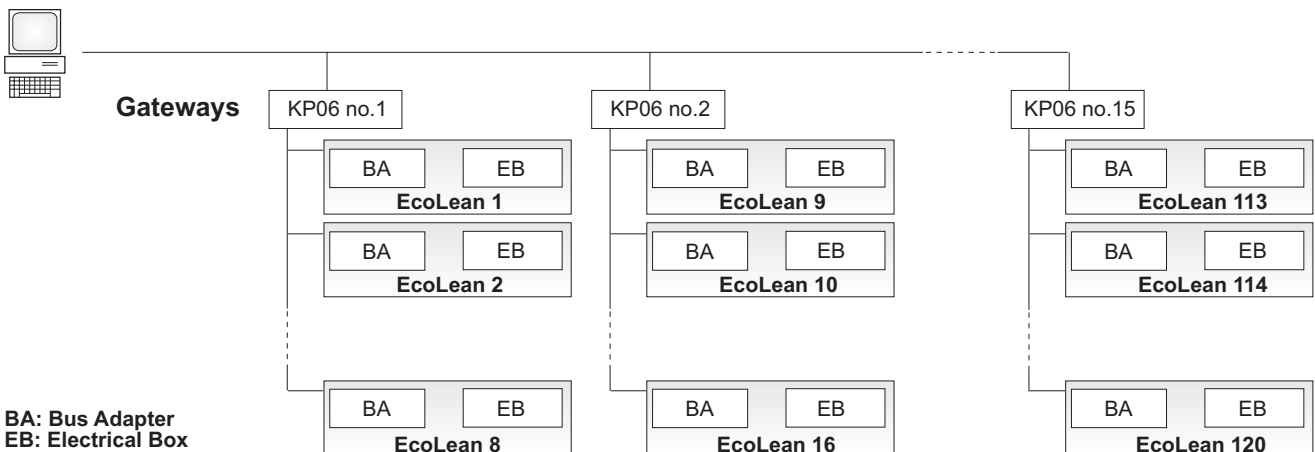 Gateways
KP06 no.1
KP06 no.2
KP06 no.15
BA EB
EcoLean 1
BA EB
EcoLean 9
BA EB
EcoLean 113
BA EB
EcoLean 2
BA EB
EcoLean 10
BA EB
EcoLean 114
BA EB
EcoLean 8
BA EB
EcoLean 16
BA EB
EcoLean 120
BA: Bus Adapter
EB: Electrical Box